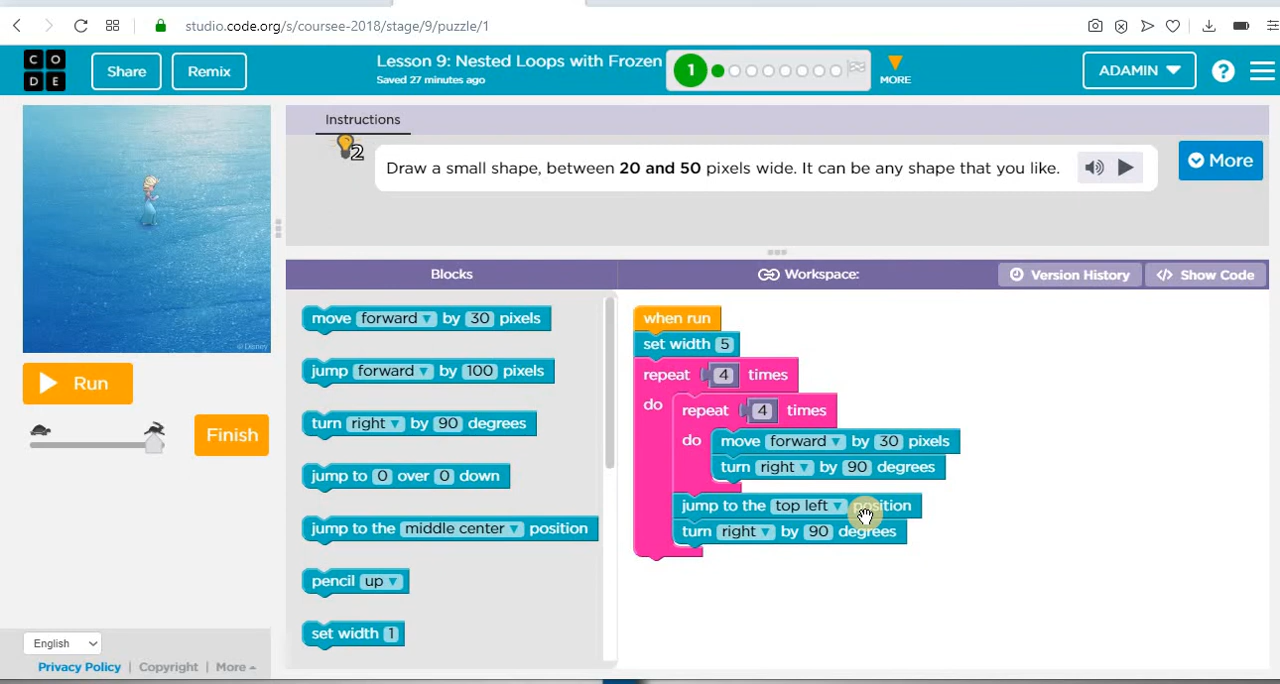 studio.code.org/s/coursee-2018/stage/9/puzzle/1
C O
D E
Share
Remix
Lesson 9: Nested Loops with Frozen
Saved 27 minutes ago
1
MORE
ADAMIN
?
Instructions
2
Draw a small shape, between 20 and 50 pixels wide. It can be any shape that you like.
More
© Disney
Run
Finish
Blocks
Workspace:
Version History
</> Show Code
move forward by 30 pixels
jump forward by 100 pixels
turn right by 90 degrees
jump to 0 over 0 down
jump to the middle center position
pencil up
set width 1
when run
set width 5
repeat 4 times
do
repeat 4 times
do
move forward by 30 pixels
turn right by 90 degrees
jump to the top left position
turn right by 90 degrees
English
Privacy Policy | Copyright | More